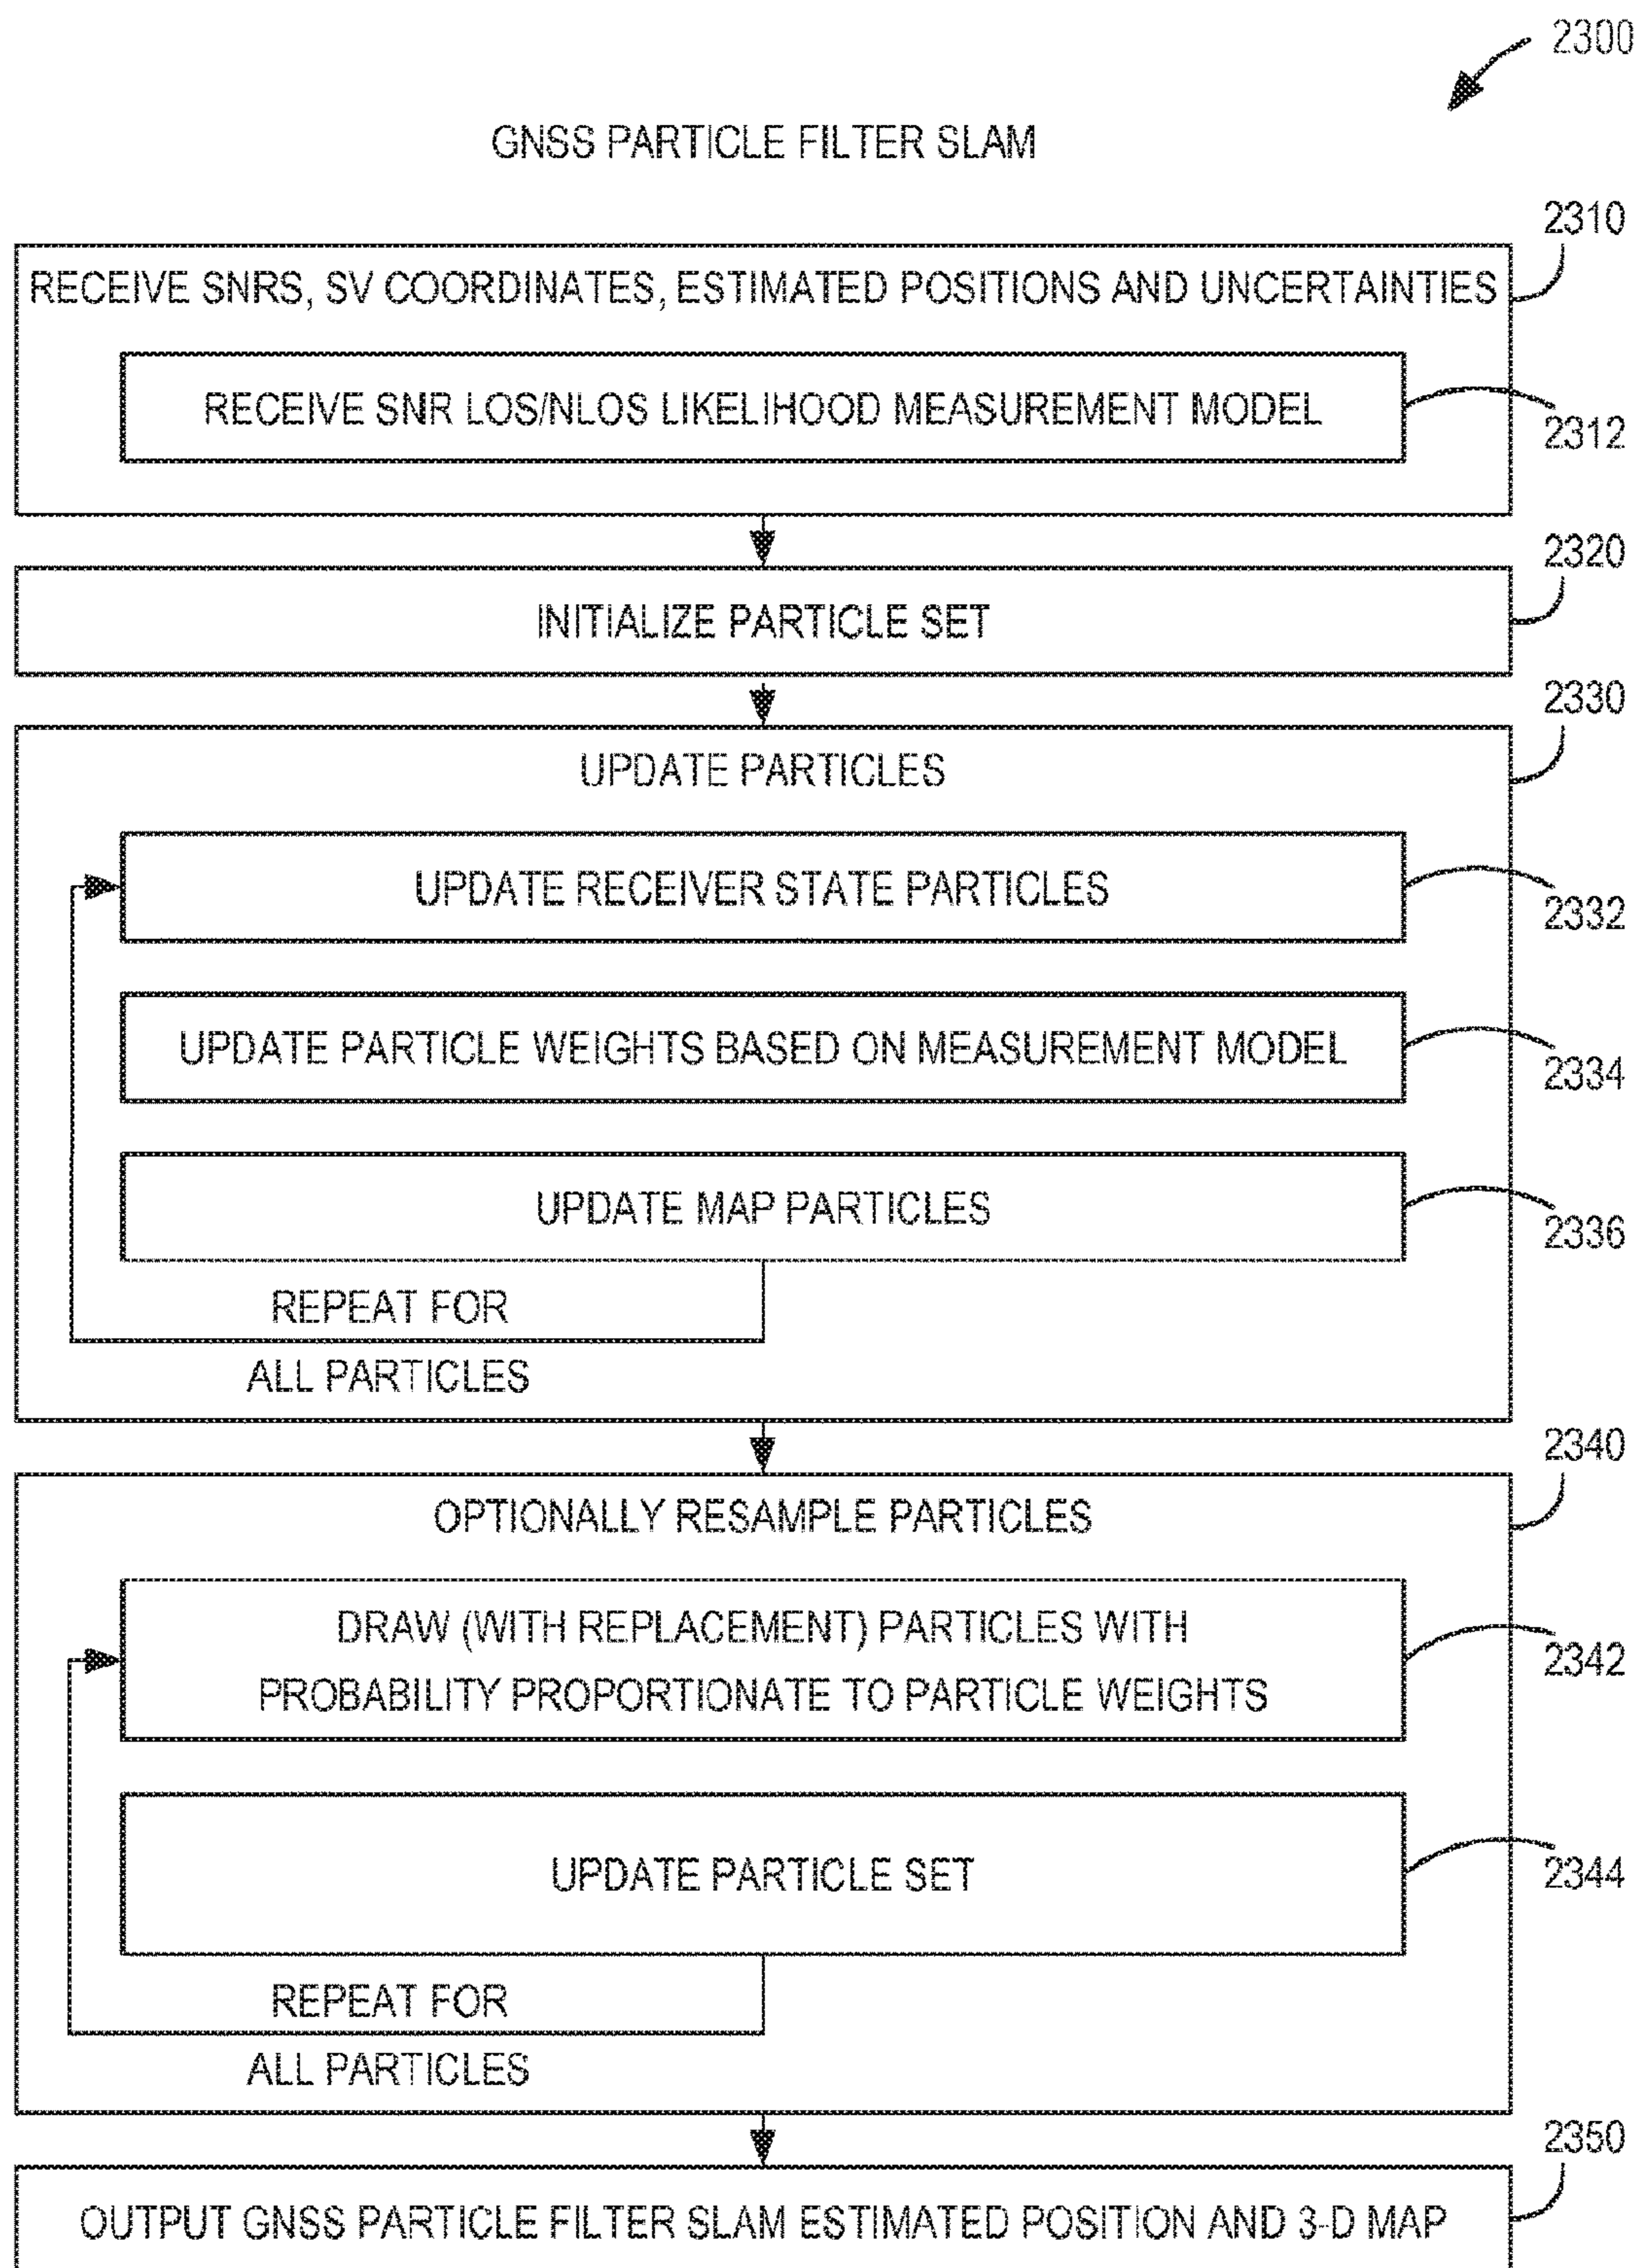 2300
GNSS PARTICLE FILTER SLAM
2310
RECEIVE SNRS, SV COORDINATES, ESTIMATED POSITIONS AND UNCERTAINTIES
RECEIVE SNR LOS/NLOS LIKELIHOOD MEASUREMENT MODEL
2312
2320
INITIALIZE PARTICLE SET
2330
UPDATE PARTICLES
UPDATE RECEIVER STATE PARTICLES
2332
UPDATE PARTICLE WEIGHTS BASED ON MEASUREMENT MODEL
2334
UPDATE MAP PARTICLES
2336
REPEAT FOR
ALL PARTICLES
2340
OPTIONALLY RESAMPLE PARTICLES
DRAW (WITH REPLACEMENT) PARTICLES WITH
PROBABILITY PROPORTIONATE TO PARTICLE WEIGHTS
2342
UPDATE PARTICLE SET
2344
REPEAT FOR
ALL PARTICLES
2350
OUTPUT GNSS PARTICLE FILTER SLAM ESTIMATED POSITION AND 3-D MAP